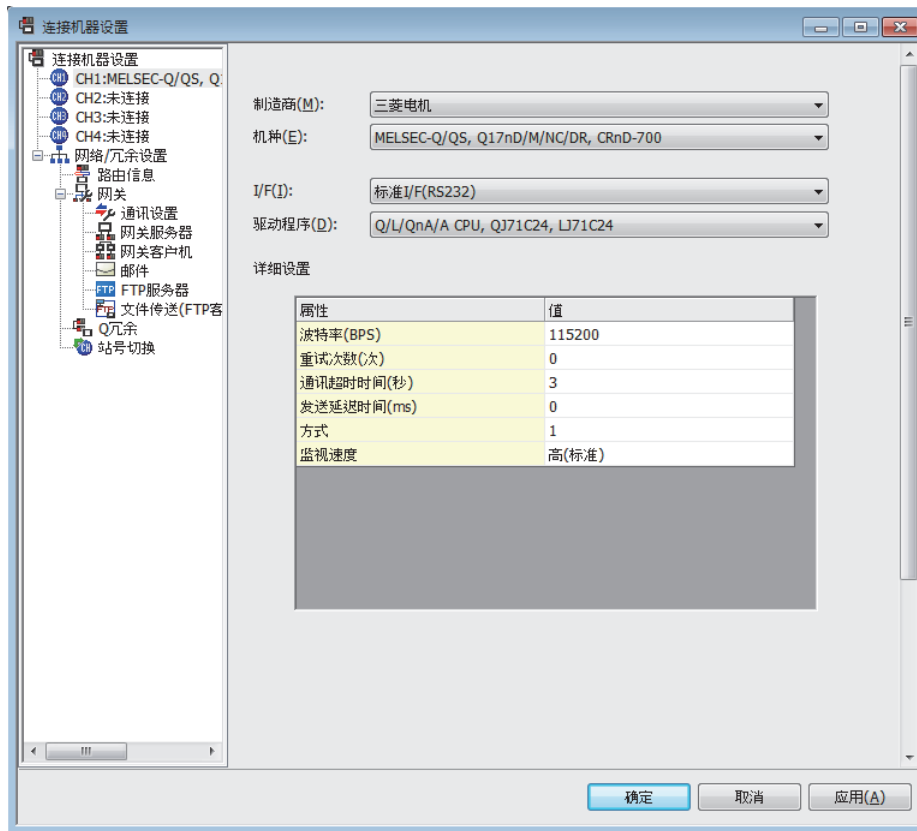 连接机器设置
连接机器设置
CH1:MELSEC-Q/QS, Q1
CH2:未连接
CH3:未连接
CH4:未连接
网络/冗余设置
路由信息
网关
通讯设置
网关服务器
网关客户机
邮件
FTP服务器
文件传送(FTP客
Q冗余
站号切换
制造商(M): 三菱电机
机种(E): MELSEC-Q/QS, Q17nD/M/NC/DR, CRnD-700
I/F(I): 标准I/F(RS232)
驱动程序(D): Q/L/QnA/A CPU, QJ71C24, LJ71C24
详细设置
属性 值
波特率(BPS) 115200
重试次数(次) 0
通讯超时时间(秒) 3
发送延迟时间(ms) 0
方式 1
监视速度 高(标准)
确定 取消 应用(A)